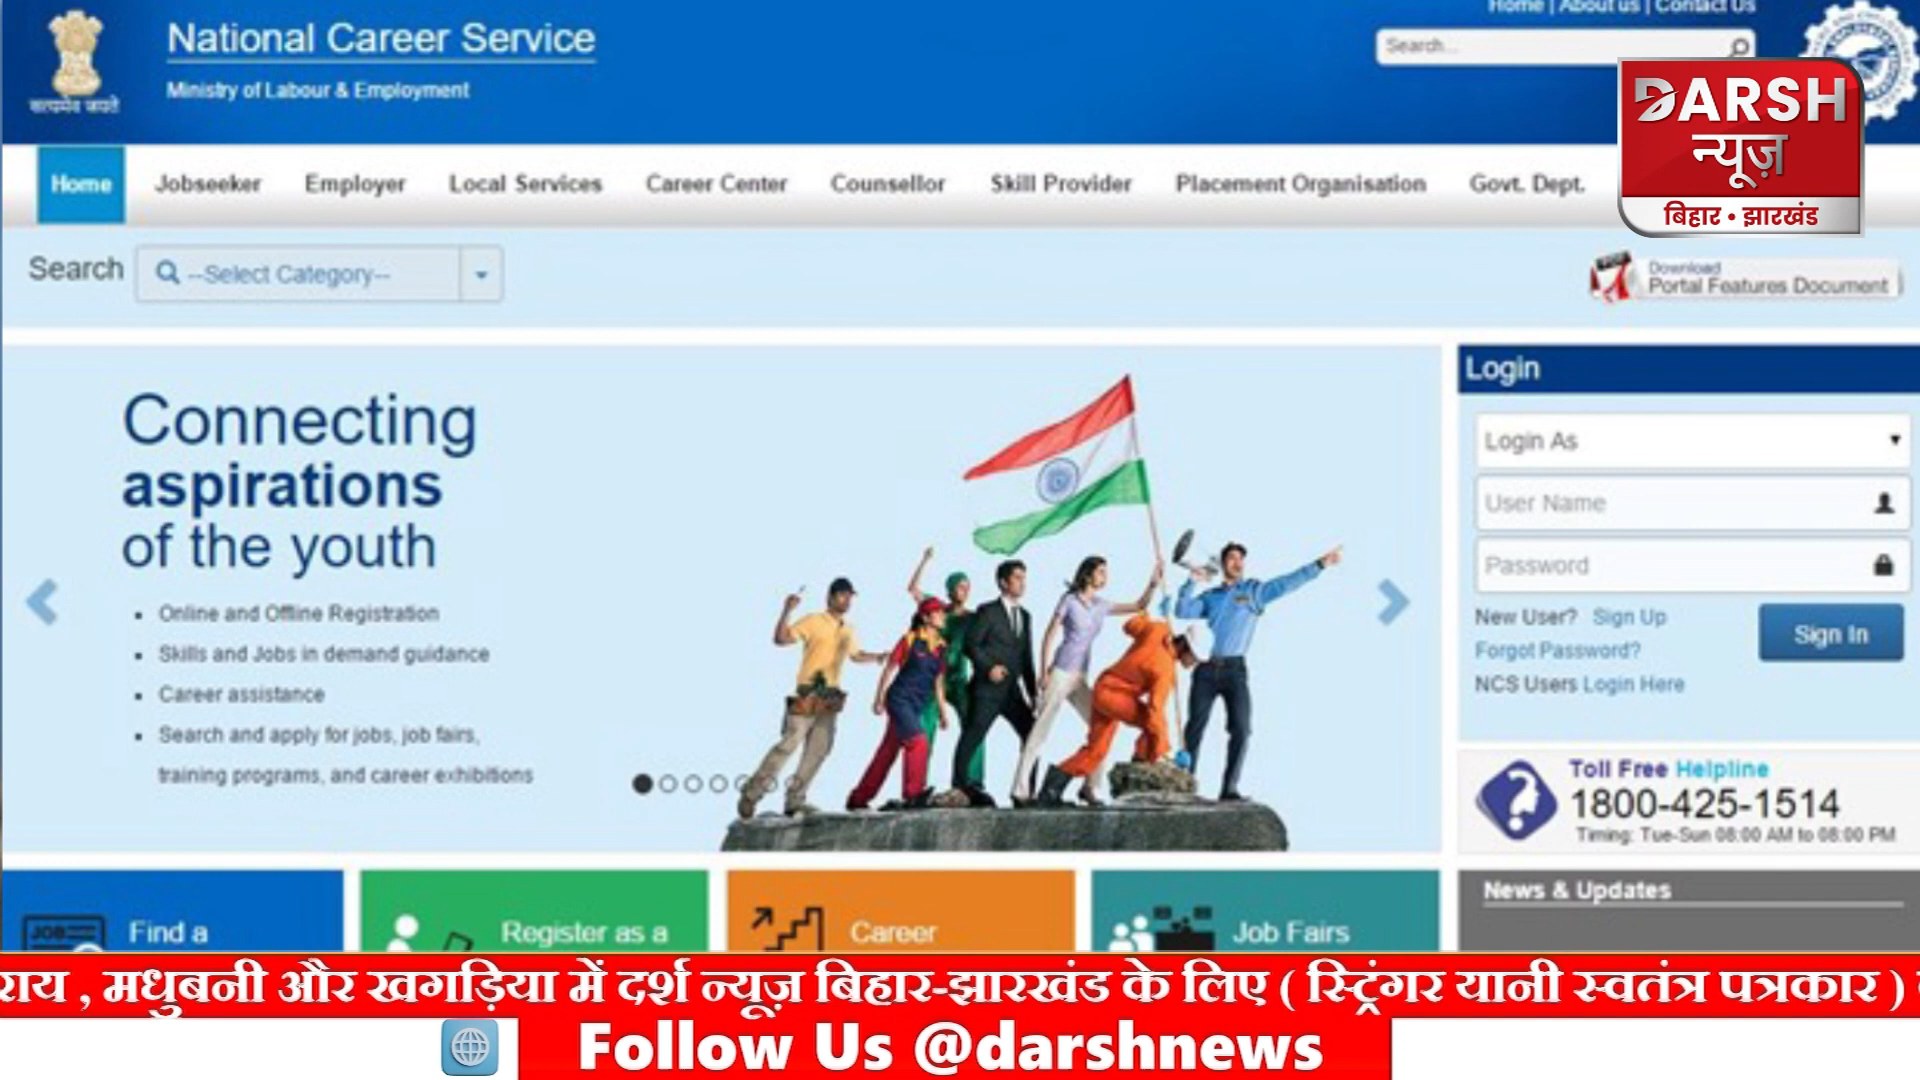 Home | About us | Contact Us
National Career Service
Ministry of Labour & Employment
सत्यमेव जयते
Search...
DARSH
न्यूज़
बिहार • झारखंड
Home Jobseeker Employer Local Services Career Center Counsellor Skill Provider Placement Organisation Govt. Dept.
Search --Select Category--
Download
Portal Features Document
Connecting
aspirations
of the youth
• Online and Offline Registration
• Skills and Jobs in demand guidance
• Career assistance
• Search and apply for jobs, job fairs,
training programs, and career exhibitions
Login
Login As
User Name
Password
New User? Sign Up
Forgot Password?
Sign In
NCS Users Login Here
Toll Free Helpline
1800-425-1514
Timing: Tue-Sun 08:00 AM to 08:00 PM
JOB
Find a
Register as a
Career
Job Fairs
News & Updates
राय , मधुबनी और खगड़िया में दर्श न्यूज़ बिहार-झारखंड के लिए ( स्ट्रिंगर यानी स्वतंत्र पत्रकार )
Follow Us @darshnews